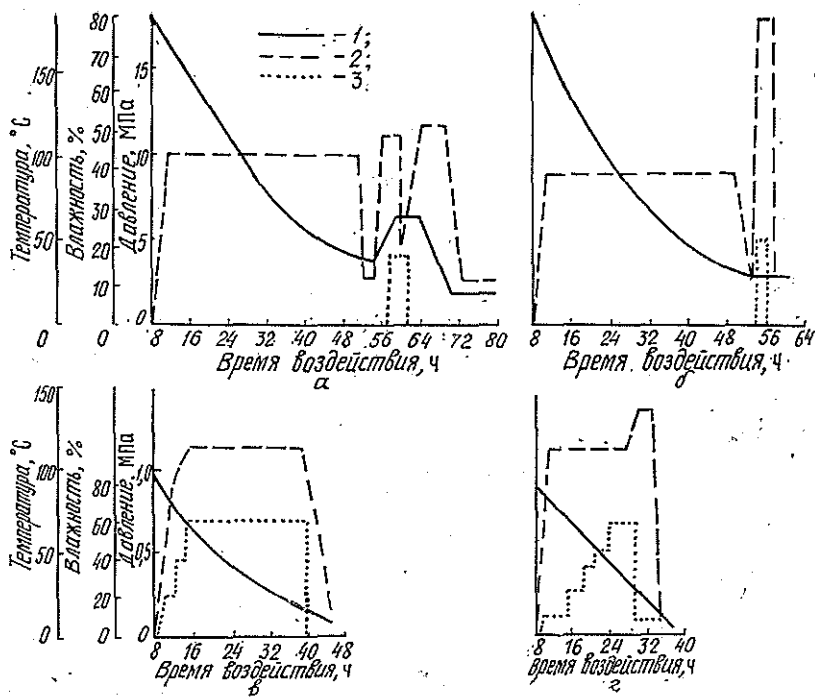 Температура, °С
150
100
50
0
Влажность, %
80
70
60
50
40
30
20
10
0
Давление, МПа
15
10
5
0
– 1;
– 2;
– 3;
8 16 24 32 40 48 56 64 72 80
Время воздействия, ч
а
8 16 24 32 40 48 56 64
Время воздействия, ч
б
Температура, °С
150
100
50
0
Влажность, %
80
60
40
20
0
Давление, МПа
1,0
0,5
0
8 16 24 32 40 48
Время воздействия, ч
в
8 16 24 32 40
Время воздействия, ч
г